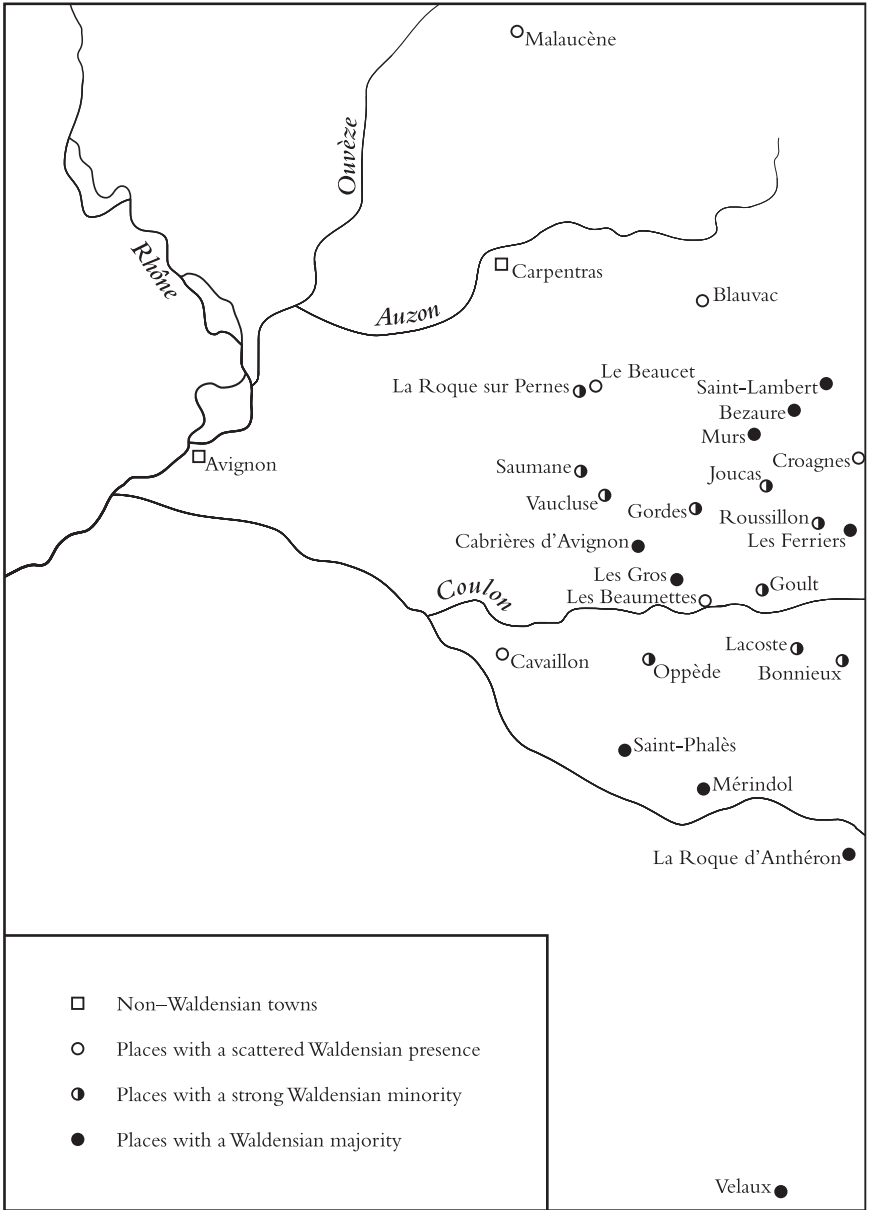 Malaucène
Ouvèze
Rhône
Carpentras
Auzon
Blauvac
Le Beaucet
La Roque sur Pernes
Saint-Lambert
Bezaure
Murs
Avignon
Croagnes
Saumane
Joucas
Vaucluse
Gordes
Roussillon
Les Ferriers
Cabrières d’Avignon
Les Gros
Coulon
Les Beaumettes
Goult
Lacoste
Cavaillon
Oppède
Bonnieux
Saint-Phalès
Mérindol
La Roque d’Anthéron
Non–Waldensian towns
Places with a scattered Waldensian presence
Places with a strong Waldensian minority
Places with a Waldensian majority
Velaux